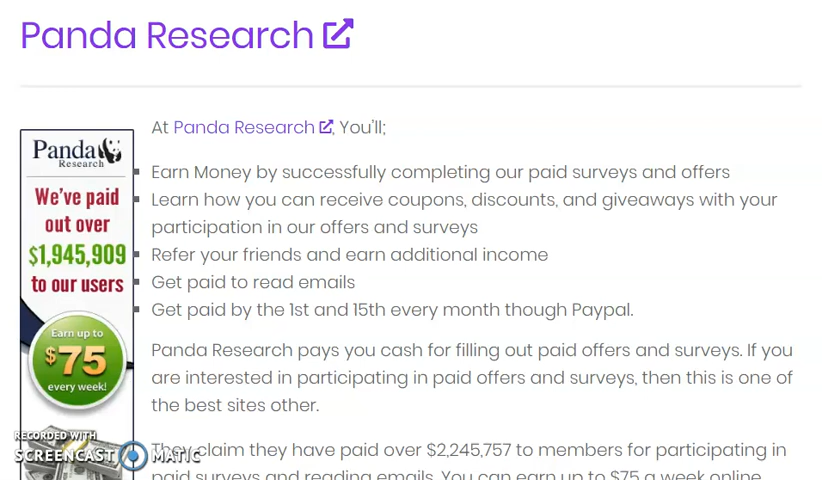 Panda Research
At Panda Research, You'll;
Panda
Research
We've paid
out over
$1,945,909
to our users
Earn up to
$75
every week!
Earn Money by successfully completing our paid surveys and offers
Learn how you can receive coupons, discounts, and giveaways with your
participation in our offers and surveys
Refer your friends and earn additional income
Get paid to read emails
Get paid by the 1st and 15th every month though Paypal.
Panda Research pays you cash for filling out paid offers and surveys. If you
are interested in participating in paid offers and surveys, then this is one of
the best sites other.
They claim they have paid over $2,245,757 to members for participating in
paid surveys and reading emails. You can earn up to $75 a week online
RECORDED WITH
SCREENCAST MATIC